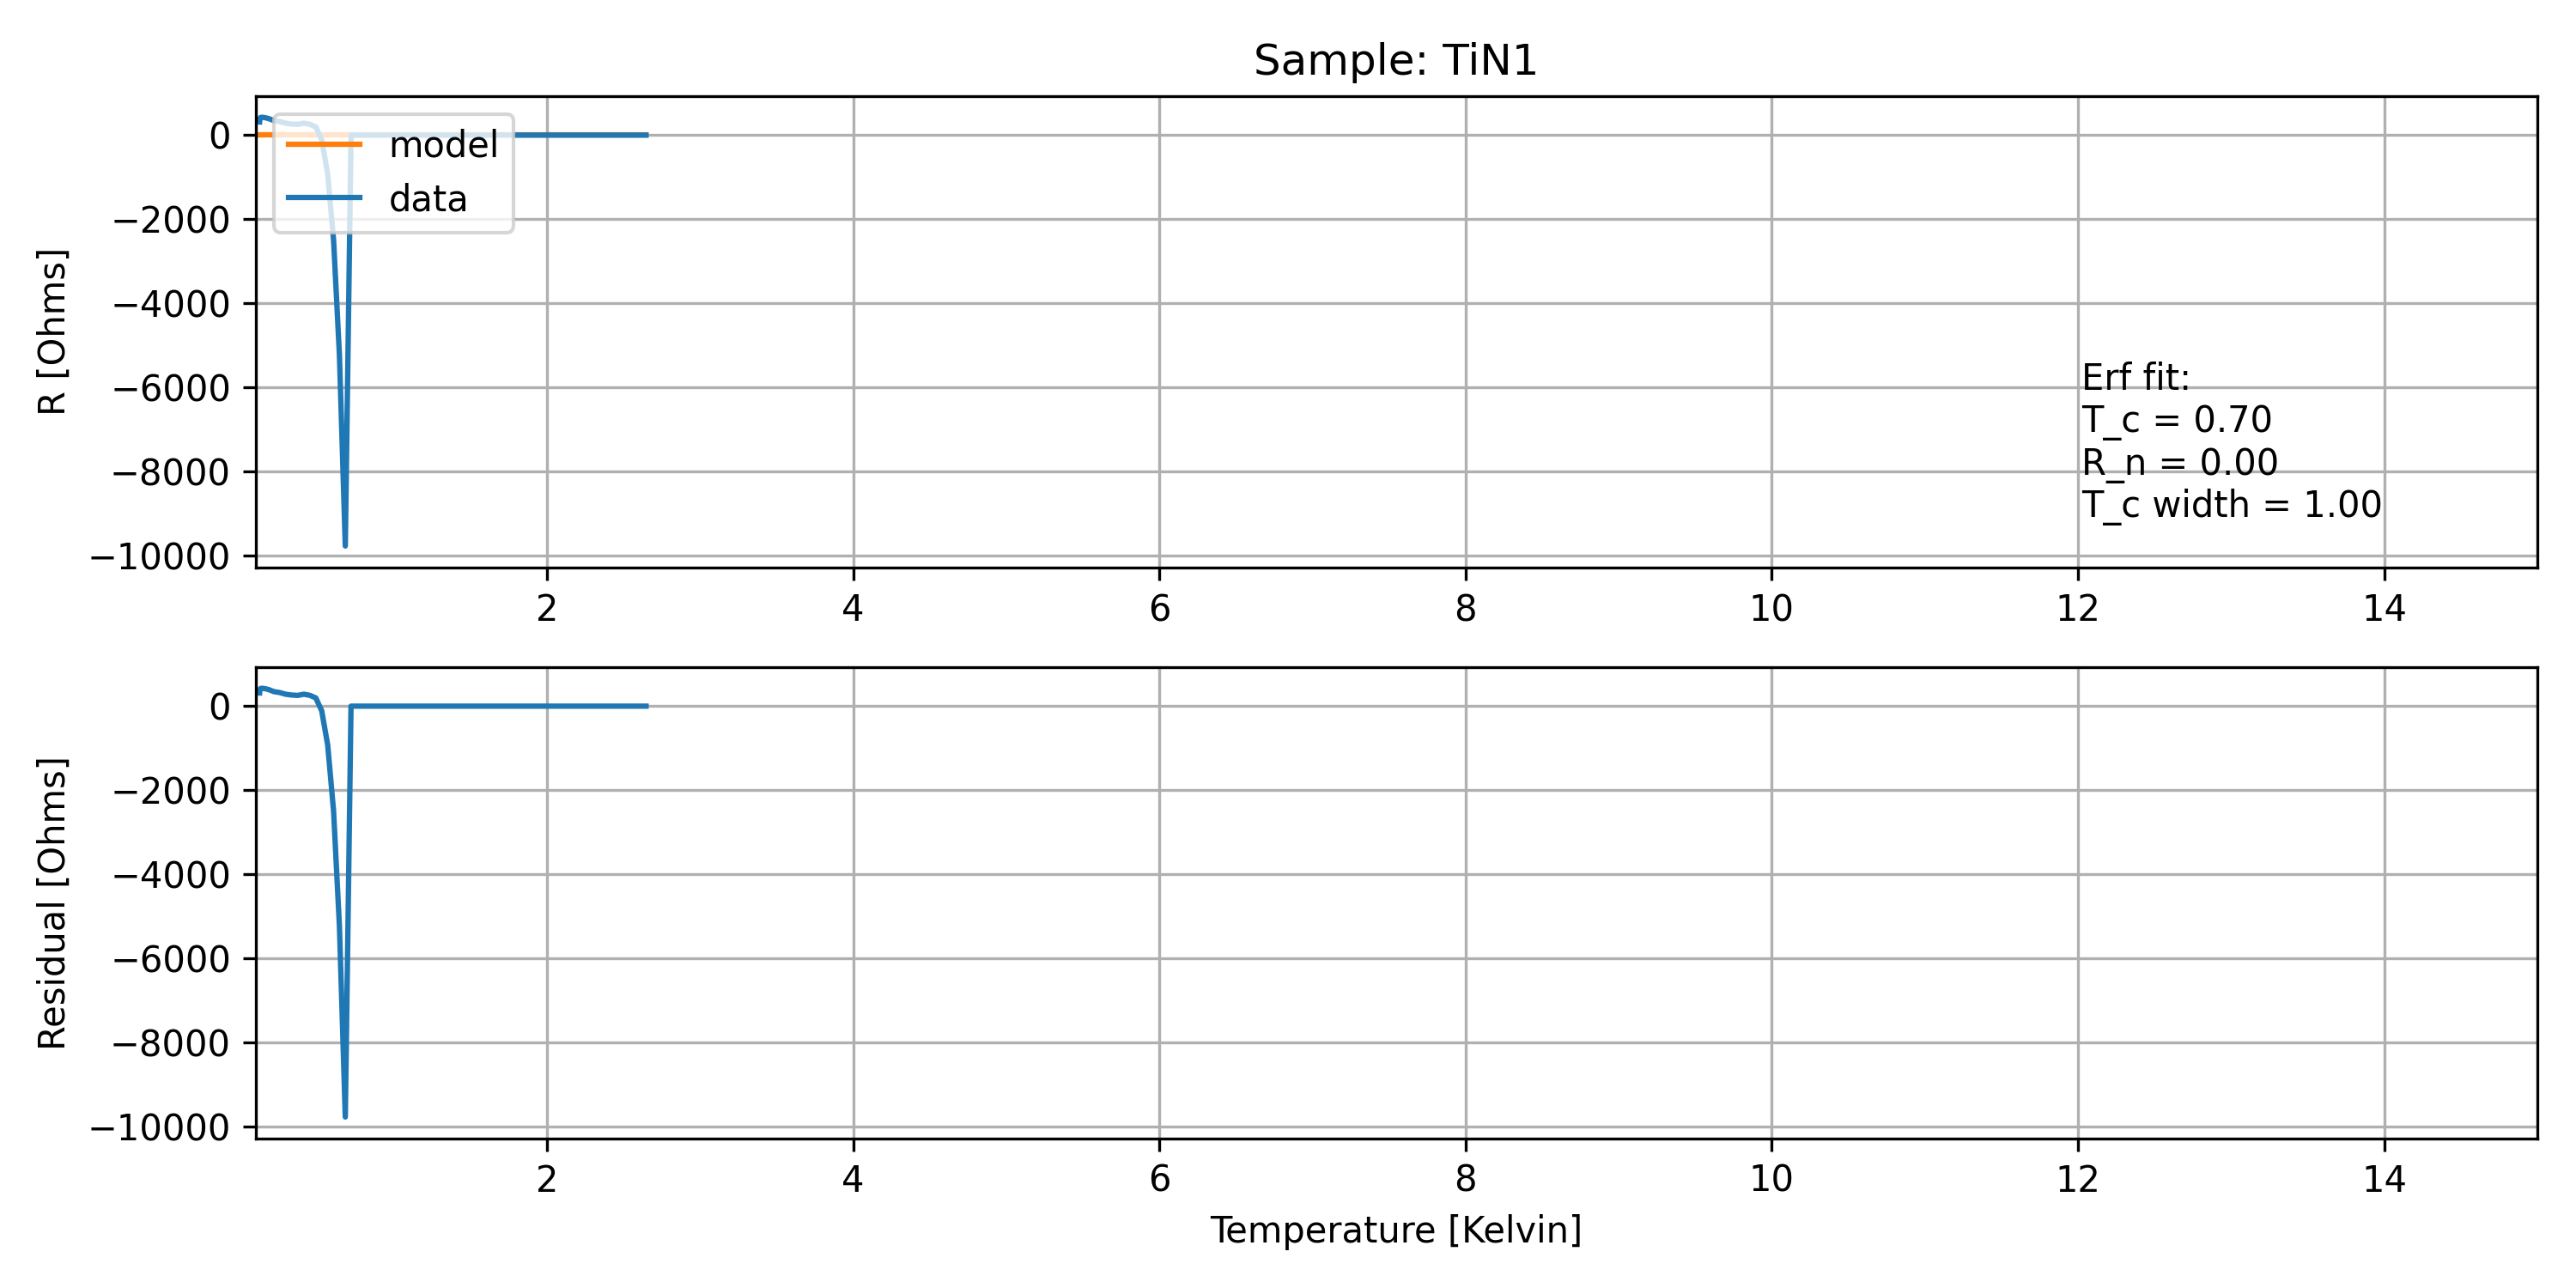 Sample: TiN1
R [Ohms]
0
−2000
−4000
−6000
−8000
−10000
model
data
Erf fit:
T_c = 0.70
R_n = 0.00
T_c width = 1.00
2 4 6 8 10 12 14
Residual [Ohms]
0
−2000
−4000
−6000
−8000
−10000
2 4 6 8 10 12 14
Temperature [Kelvin]